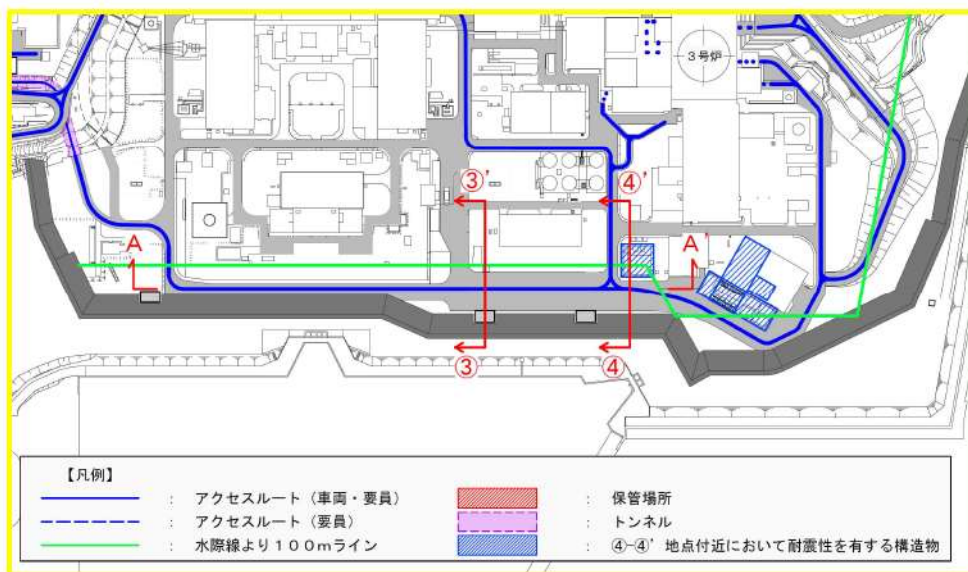 3号炉
③'
④'
A
A'
③
④
【凡例】
: アクセスルート（車両・要員）
: アクセスルート（要員）
: 水際線より１００ｍライン
: 保管場所
: トンネル
: ④-④' 地点付近において耐震性を有する構造物